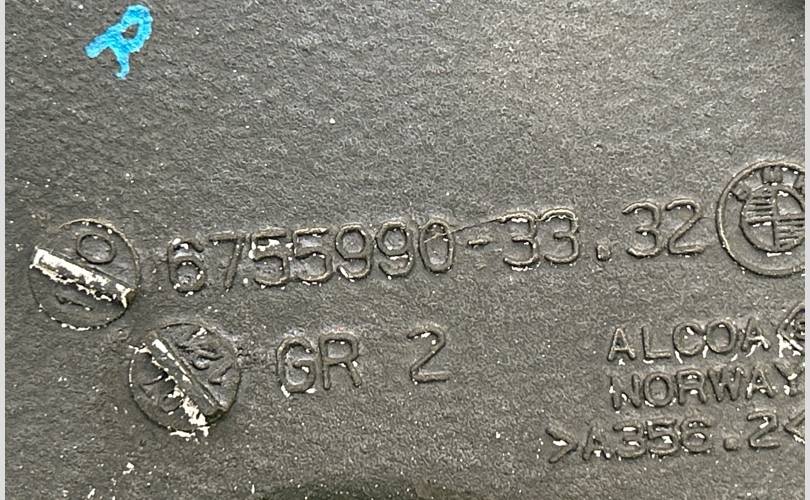 R
6755990-33.32
GR 2
ALCOA
NORWAY
>A356.2<